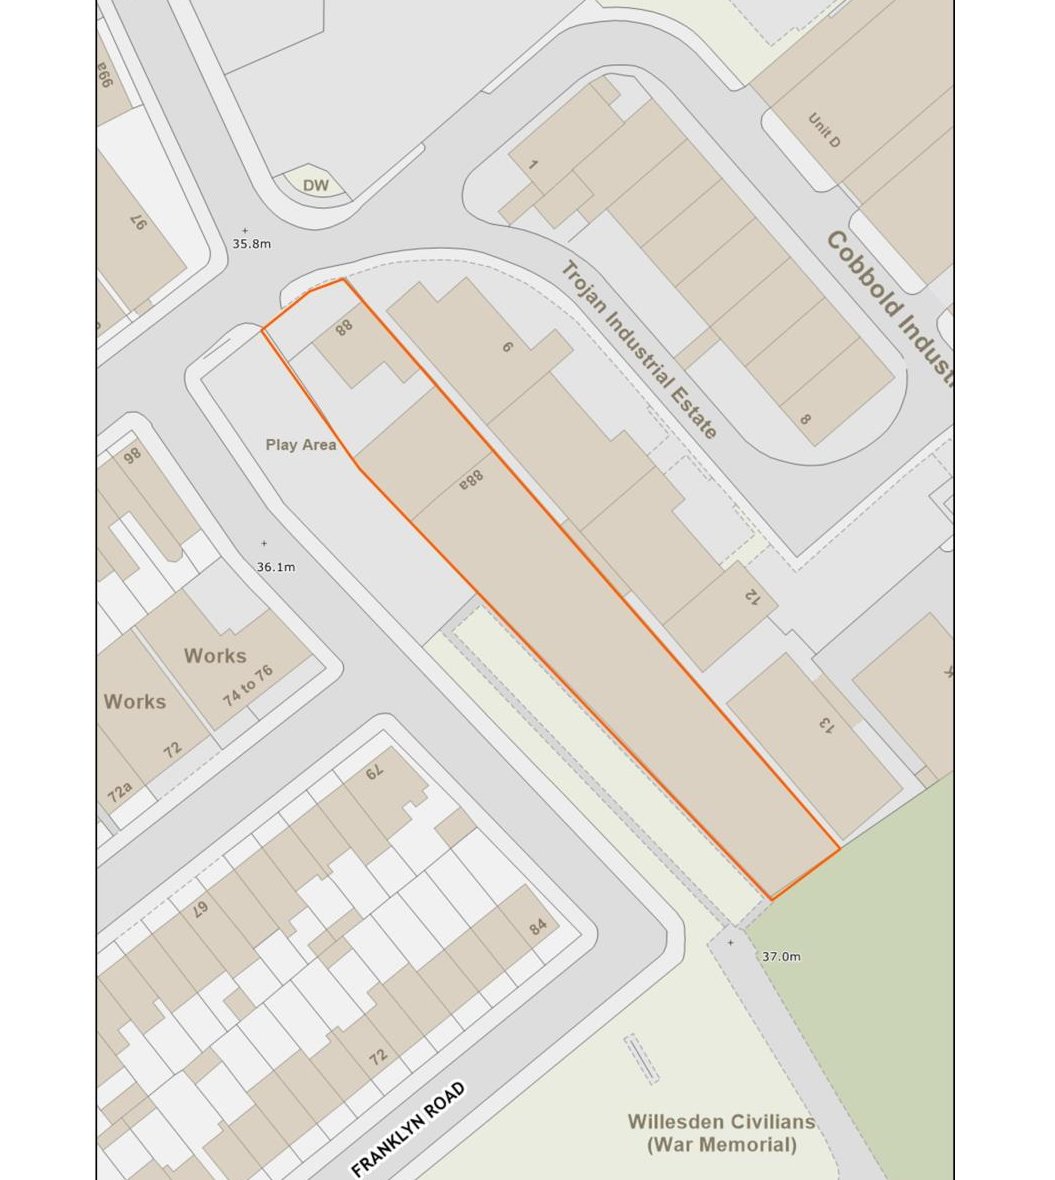 99a
Unit D
1
DW
97
35.8m
Cobbold Industri
Trojan Industrial Estate
88
9
8
Play Area
98
88a
36.1m
12
Works
74 to 76
Works
13
72
79
72a
67
84
37.0m
72
FRANKLYN ROAD
Willesden Civilians
(War Memorial)